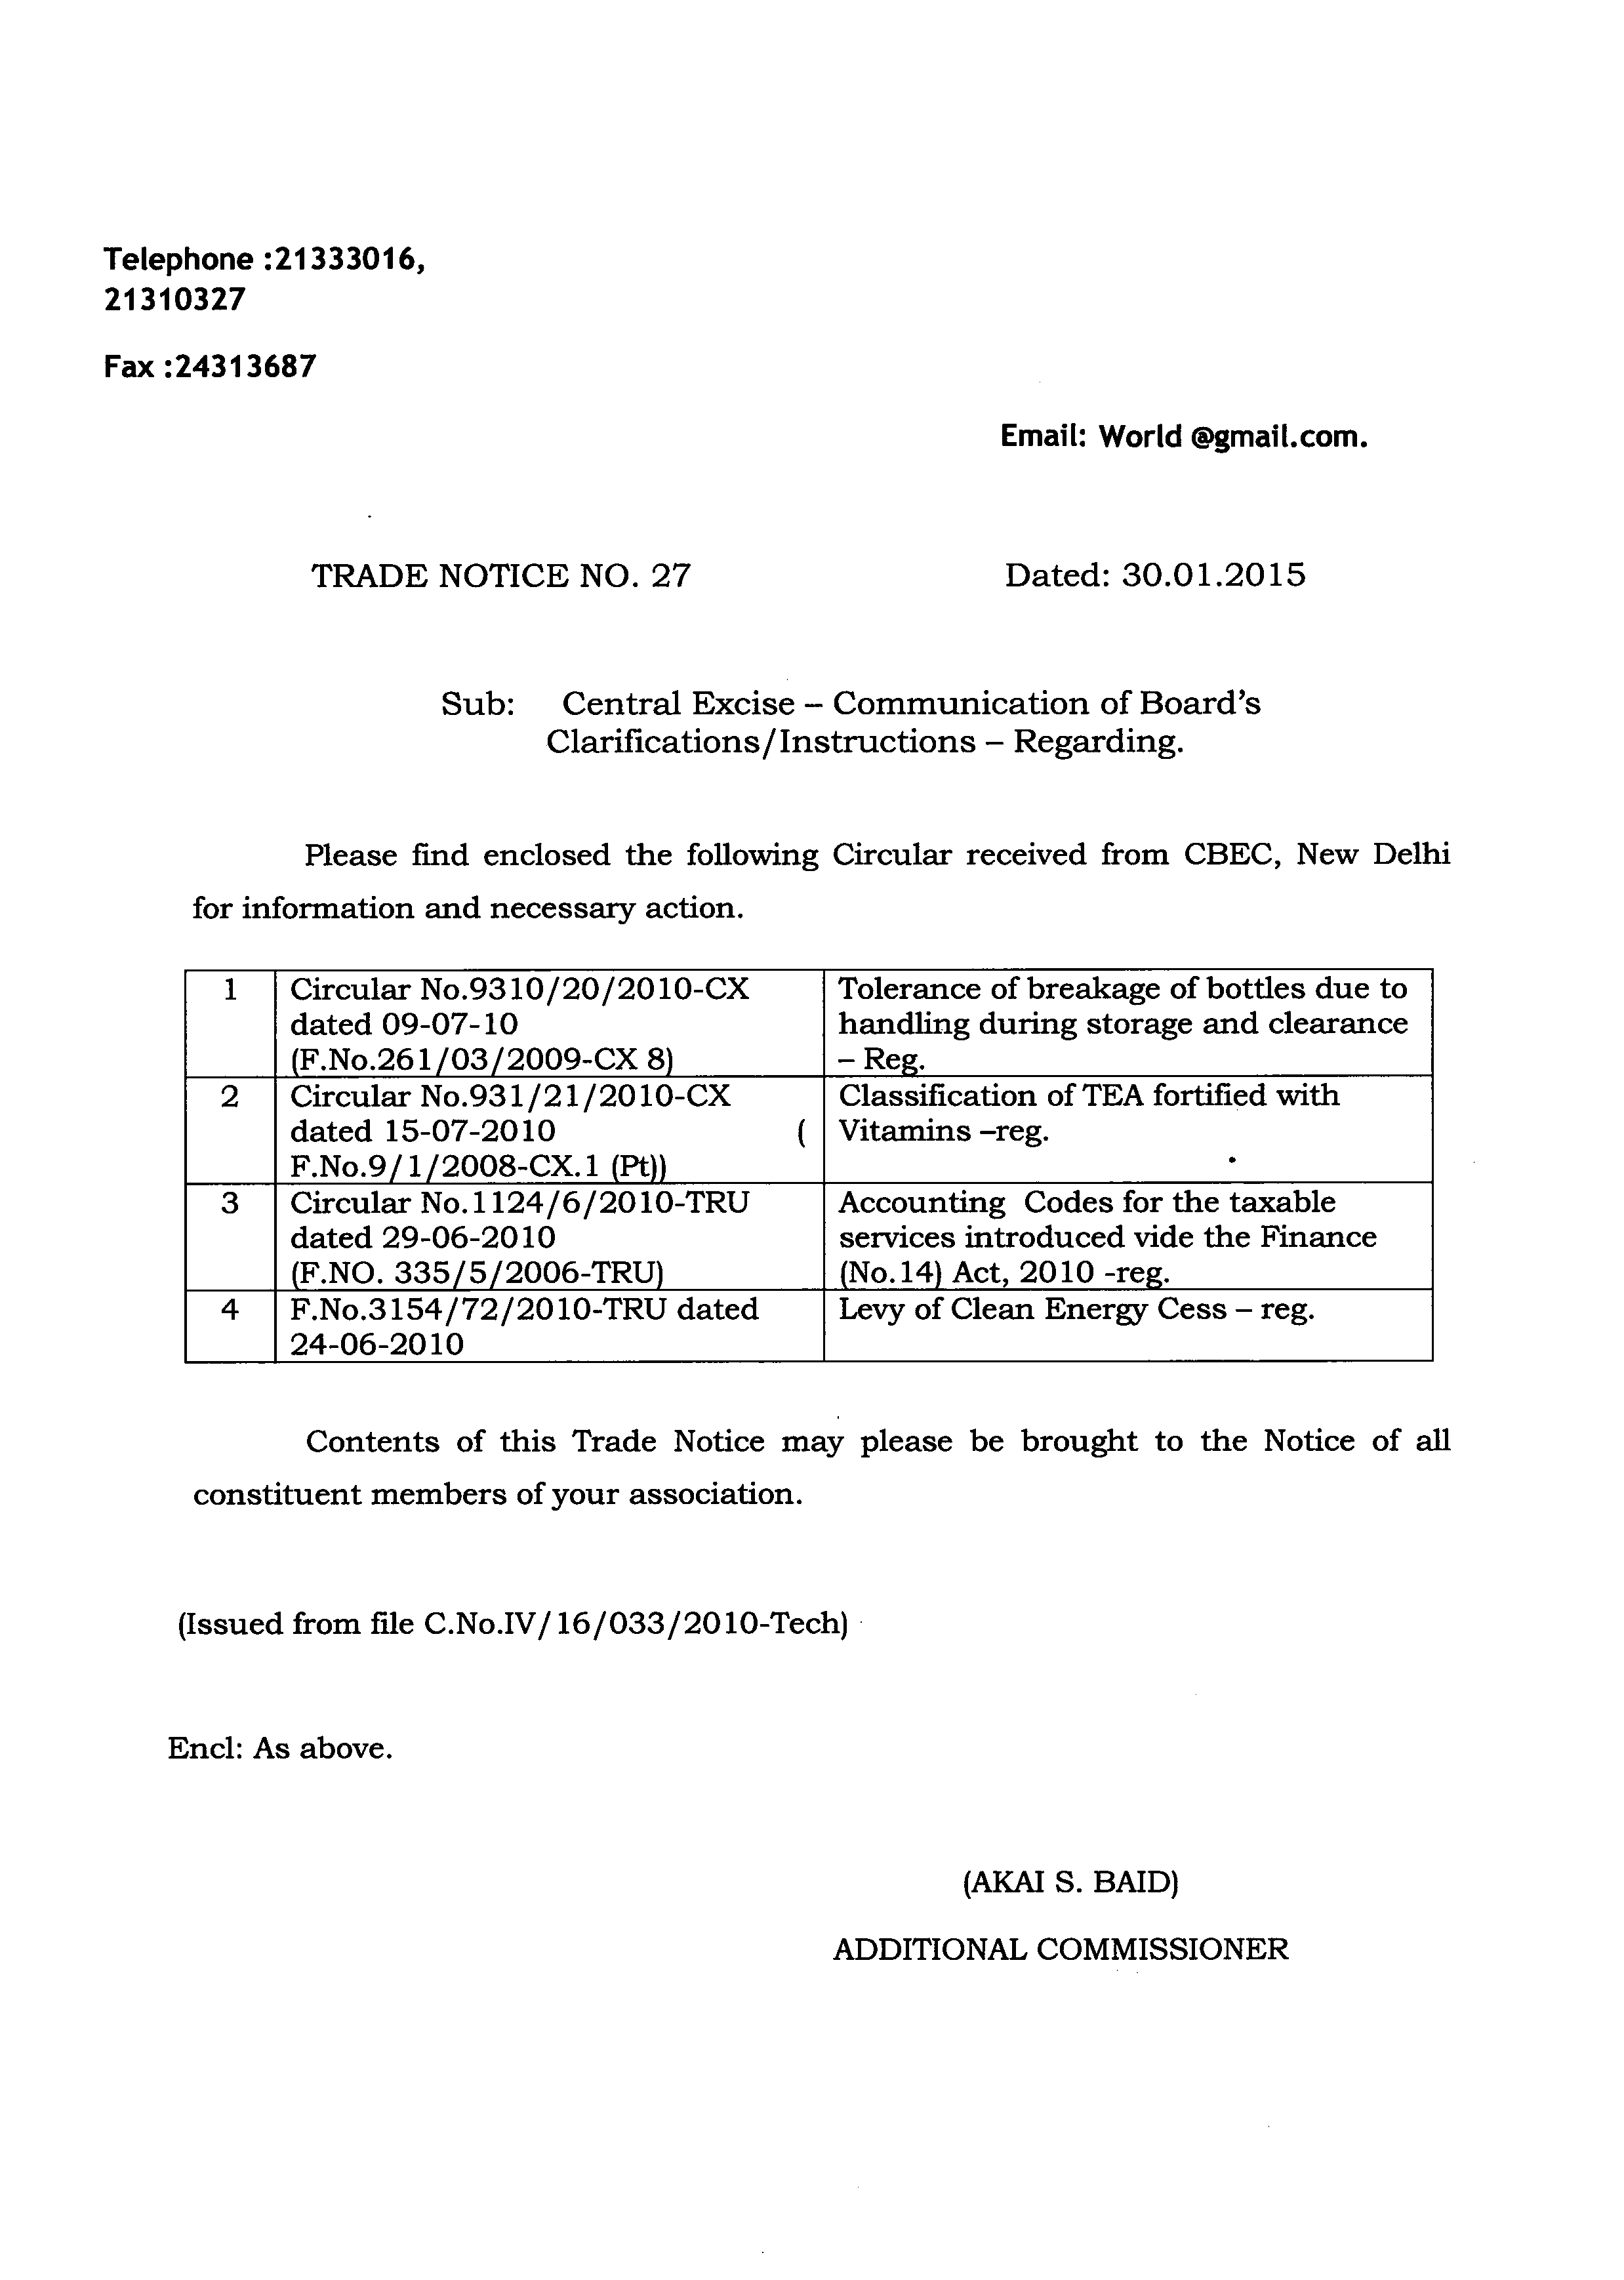 Telephone :21333016,
21310327
Fax :24313687
Email: World @gmail.com.
TRADE NOTICE NO. 27 Dated: 30.01.2015
Sub: Central Excise – Communication of Board's
Clarifications/Instructions – Regarding.
Please find enclosed the following Circular received from CBEC, New Delhi
for information and necessary action.
1 Circular No.9310/20/2010-CX
dated 09-07-10
(F.No.261/03/2009-CX 8)
Tolerance of breakage of bottles due to
handling during storage and clearance
– Reg.
2 Circular No.931/21/2010-CX
dated 15-07-2010 (
F.No.9/1/2008-CX.1 (Pt))
Classification of TEA fortified with
Vitamins –reg.
3 Circular No.1124/6/2010-TRU
dated 29-06-2010
(F.NO. 335/5/2006-TRU)
Accounting Codes for the taxable
services introduced vide the Finance
(No.14) Act, 2010 -reg.
4 F.No.3154/72/2010-TRU dated
24-06-2010
Levy of Clean Energy Cess – reg.
Contents of this Trade Notice may please be brought to the Notice of all
constituent members of your association.
(Issued from file C.No.IV/16/033/2010-Tech)
Encl: As above.
(AKAI S. BAID)
ADDITIONAL COMMISSIONER